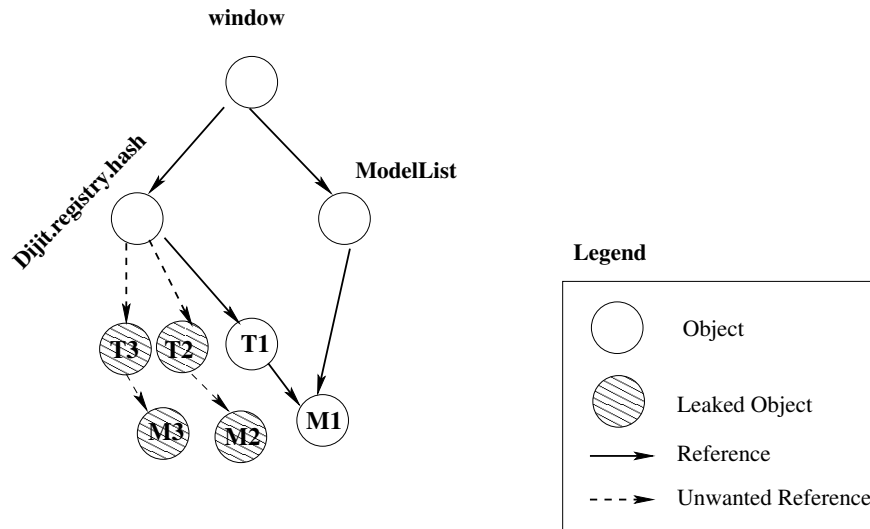 window
Dijit.registry.hash
ModelList
T3
T2
T1
M3
M2
M1
Legend
Object
Leaked Object
Reference
Unwanted Reference